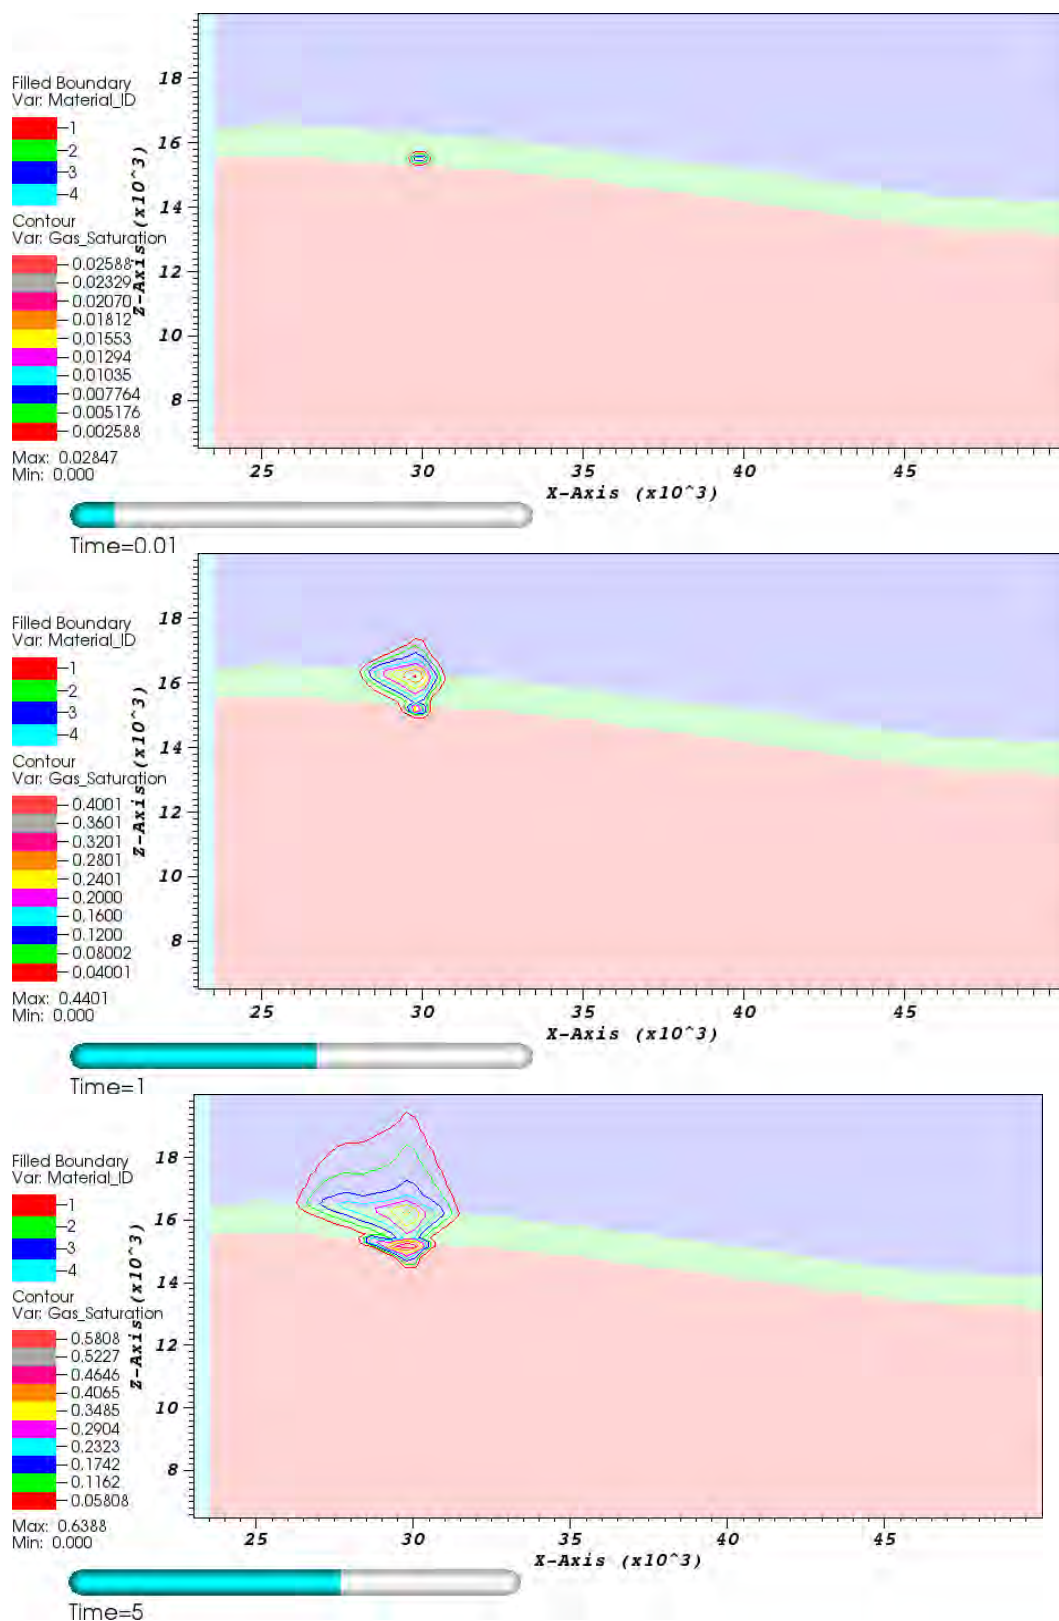 Filled Boundary
Var: Material_ID
1
2
3
4
Contour
Var: Gas_Saturation
0.02588
0.02329
0.02070
0.01812
0.01553
0.01294
0.01035
0.007764
0.005176
0.002588
Max: 0.02847
Min: 0.000
Z-Axis (x10^3)
18
16
14
12
10
8
25
30
35
40
45
X-Axis (x10^3)
Time=0.01
Filled Boundary
Var: Material_ID
1
2
3
4
Contour
Var: Gas_Saturation
0.4001
0.3601
0.3201
0.2801
0.2401
0.2000
0.1600
0.1200
0.08002
0.04001
Max: 0.4401
Min: 0.000
Z-Axis (x10^3)
18
16
14
12
10
8
25
30
35
40
45
X-Axis (x10^3)
Time=1
Filled Boundary
Var: Material_ID
1
2
3
4
Contour
Var: Gas_Saturation
0.5808
0.5227
0.4646
0.4065
0.3485
0.2904
0.2323
0.1742
0.1162
0.05808
Max: 0.6388
Min: 0.000
Z-Axis (x10^3)
18
16
14
12
10
8
25
30
35
40
45
X-Axis (x10^3)
Time=5